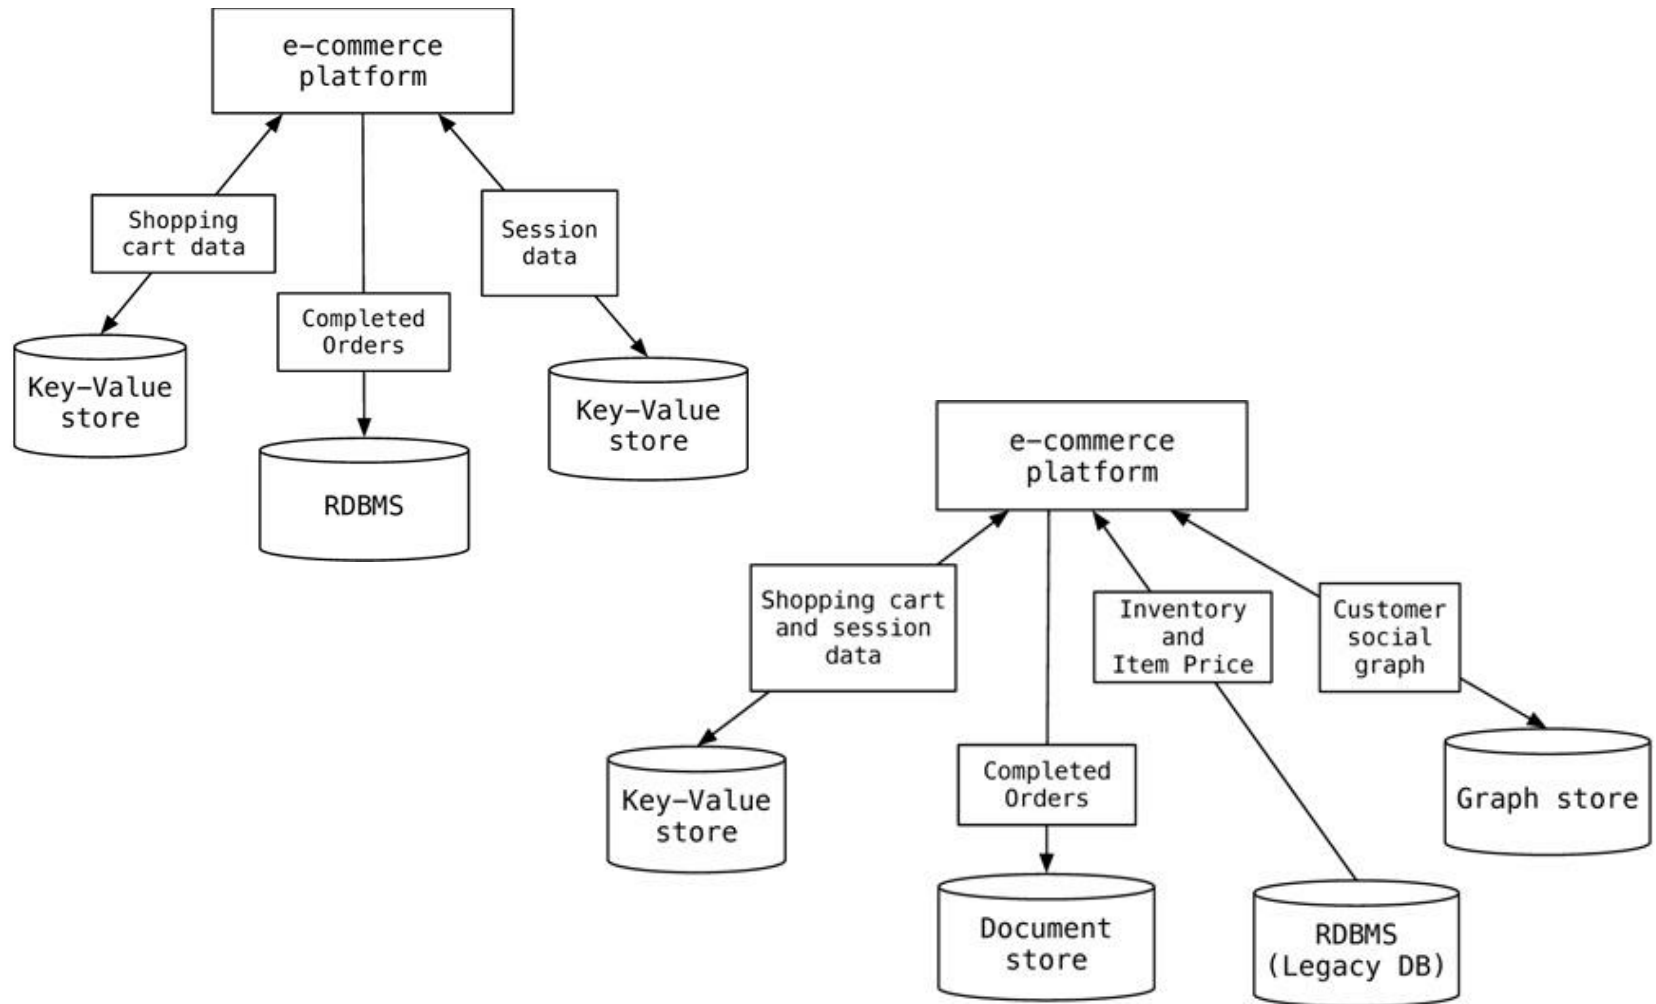 e-commerce
platform
Shopping
cart data
Session
data
Completed
Orders
Key-Value
store
Key-Value
store
RDBMS
e-commerce
platform
Shopping cart
and session
data
Inventory
and
Item Price
Customer
social
graph
Completed
Orders
Key-Value
store
Graph store
Document
store
RDBMS
(Legacy DB)